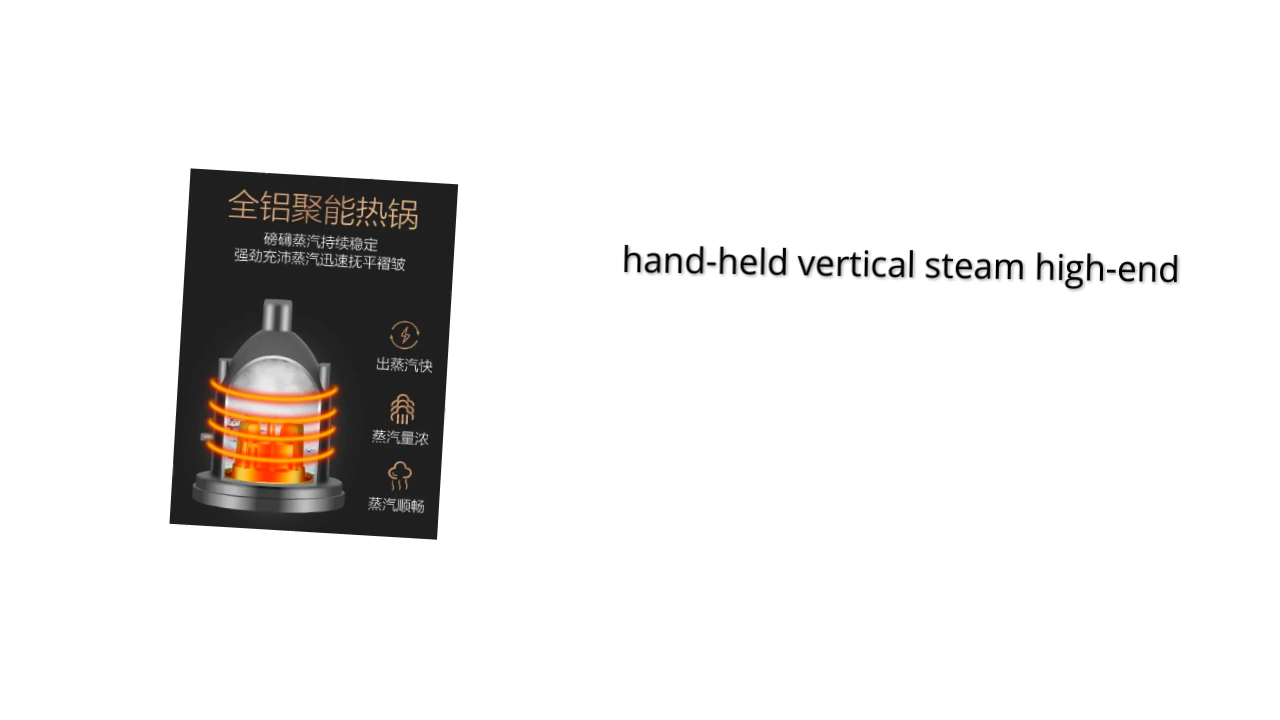 全铝聚能热锅
磅礴蒸汽持续稳定
强劲充沛蒸汽迅速抚平褶皱
出蒸汽快
蒸汽量浓
蒸汽顺畅
hand-held vertical steam high-end